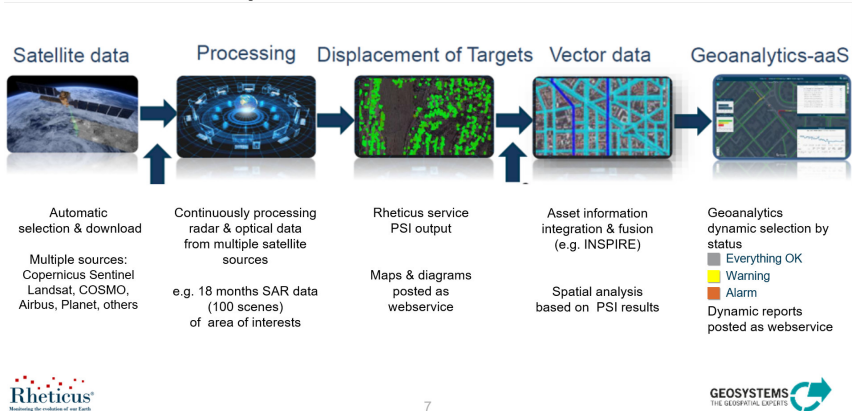 Satellite data
Processing
Displacement of Targets
Vector data
Geoanalytics-aaS
Automatic
selection & download
Multiple sources:
Copernicus Sentinel
Landsat, COSMO,
Airbus, Planet, others
Continuously processing
radar & optical data
from multiple satellite
sources
e.g. 18 months SAR data
(100 scenes)
of area of interests
Rheticus service
PSI output
Maps & diagrams
posted as
webservice
Asset information
integration & fusion
(e.g. INSPIRE)
Spatial analysis
based on PSI results
Geoanalytics
dynamic selection by
status
Everything OK
Warning
Alarm
Dynamic reports
posted as webservice
Rheticus®
Monitoring the evolution of our Earth
7
GEOSYSTEMS
THE GEOSPATIAL EXPERTS